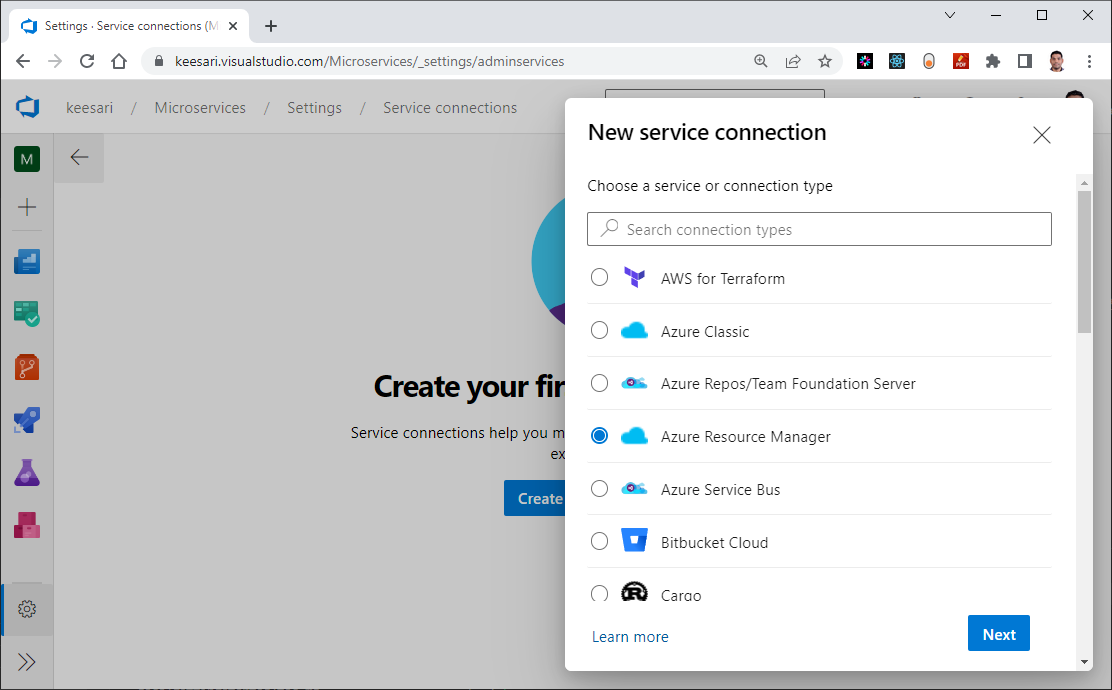 Settings · Service connections (M
keesari.visualstudio.com/Microservices/_settings/adminservices
PDF
keesari / Microservices / Settings / Service connections
M
Create your fir
Service connections help you m
ex
Create
New service connection
Choose a service or connection type
Search connection types
AWS for Terraform
Azure Classic
Azure Repos/Team Foundation Server
Azure Resource Manager
Azure Service Bus
Bitbucket Cloud
Cargo
Learn more
Next